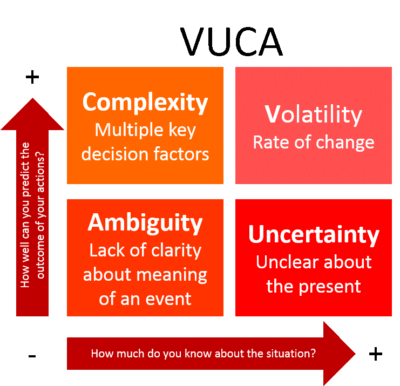 VUCA
+
Complexity
Multiple key
decision factors
Volatility
Rate of change
How well can you predict the
outcome of your actions?
Ambiguity
Lack of clarity
about meaning
of an event
Uncertainty
Unclear about
the present
-
How much do you know about the situation?
+